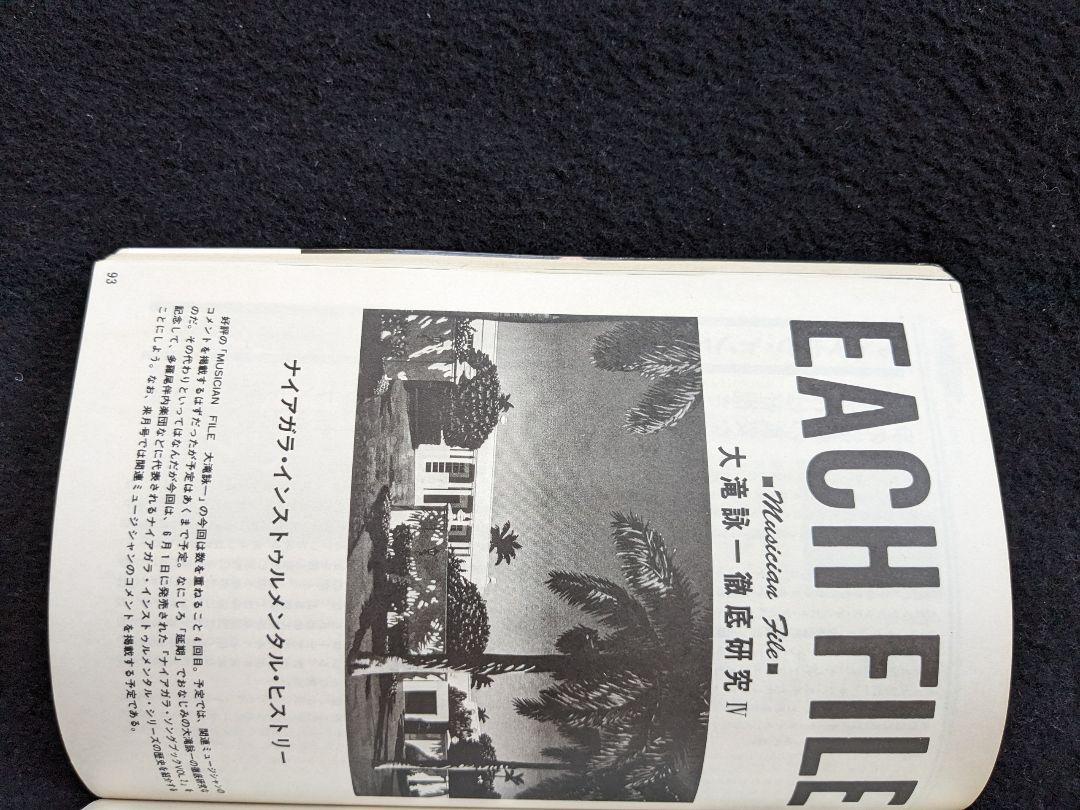 EACH FILE
■Musician File■
大滝詠一徹底研究Ⅳ
ナイアガラ・インストゥルメンタル・ヒストリー
好評の「MUSICIAN FILE 大滝詠一」の今回は数を重ねること4回目。予定では、関連ミュージシャンの
コメントを掲載するはずだったが予定はあくまで予定。なにしろ「延期」でおなじみの大滝詠一の徹底研究な
のだ。その代わりといってはなんだが今回は、6月1日に発売された『ナイアガラ・ソングブックVOL.2』を
記念して、多羅尾伴内楽団などに代表されるナイアガラ・インストゥルメンタル・シリーズの歴史を紹介する
ことにしよう。なお、来月号では関連ミュージシャンのコメントを掲載する予定である。
93